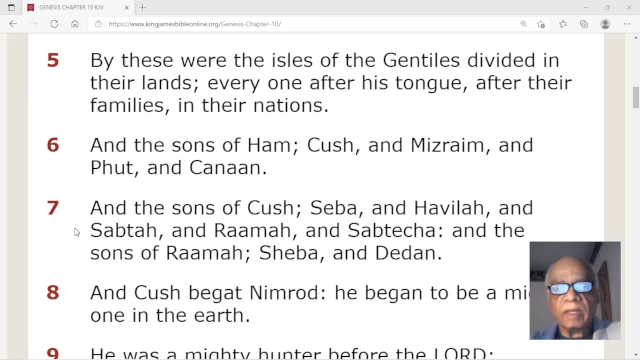 GENESIS CHAPTER 10 KJV
https://www.kingjamesbibleonline.org/Genesis-Chapter-10/
5 By these were the isles of the Gentiles divided in
their lands; every one after his tongue, after their
families, in their nations.
6 And the sons of Ham; Cush, and Mizraim, and
Phut, and Canaan.
7 And the sons of Cush; Seba, and Havilah, and
Sabtah, and Raamah, and Sabtecha: and the
sons of Raamah; Sheba, and Dedan.
8 And Cush begat Nimrod: he began to be a
one in the earth.
9 He was a mighty hunter before the LORD: